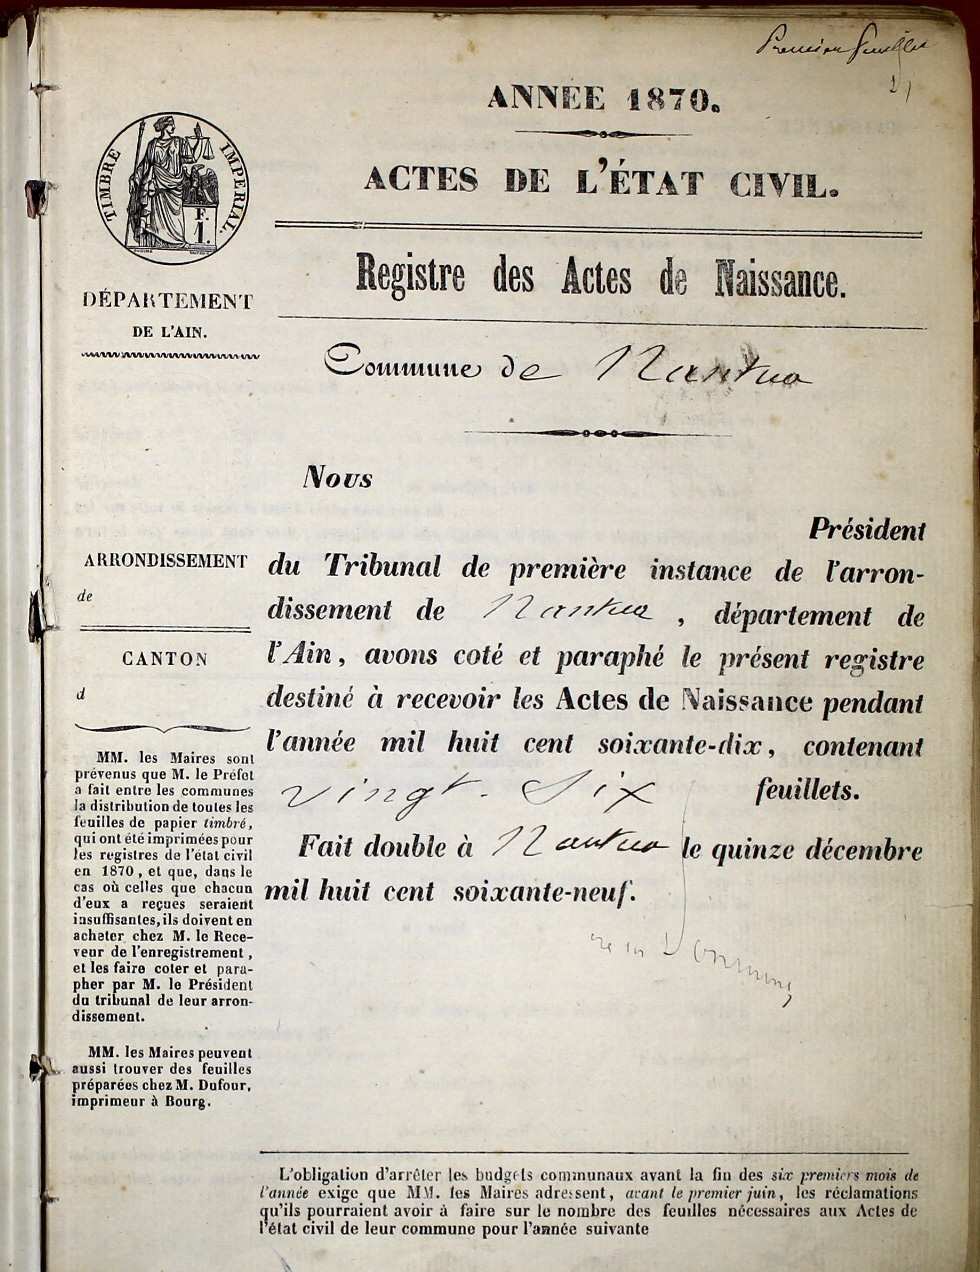 Premier feuillet
ANNÉE 1870.
ACTES DE L'ÉTAT CIVIL.
TIMBRE IMPERIAL.
F.
1.
Registre des Actes de Naissance.
DÉPARTEMENT
DE L'AIN.
Commune de Nantua
Nous
Président
du Tribunal de première instance de l'arron-
dissement de Nantua, département de
l'Ain, avons coté et paraphé le présent registre
destiné à recevoir les Actes de Naissance pendant
l'année mil huit cent soixante-dix, contenant
vingt-six feuillets.
Fait double à Nantua le quinze décembre
mil huit cent soixante-neuf.
ARRONDISSEMENT
de
CANTON
d
MM. les Maires sont
prévenus que M. le Préfet
a fait entre les communes
la distribution de toutes les
feuilles de papier timbré,
qui ont été imprimées pour
les registres de l'état civil
en 1870, et que, dans le
cas où celles que chacun
d'eux a reçues seraient
insuffisantes, ils doivent en
acheter chez M. le Rece-
veur de l'enregistrement,
et les faire coter et para-
pher par M. le Président
du tribunal de leur arron-
dissement.
MM. les Maires peuvent
aussi trouver des feuilles
préparées chez M. Dufour,
imprimeur à Bourg.
L'obligation d'arrêter les budgets communaux avant la fin des six premiers mois de
l'année exige que MM. les Maires adressent, avant le premier juin, les réclamations
qu'ils pourraient avoir à faire sur le nombre des feuilles nécessaires aux Actes de
l'état civil de leur commune pour l'année suivante